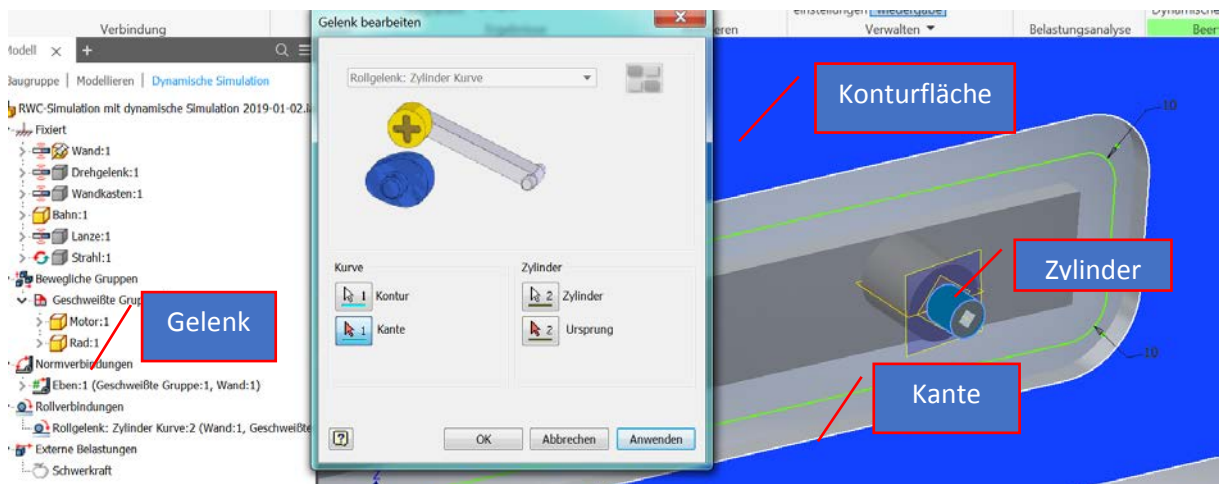 Verbindung
einstellungen Wiedergabe
Verwalten
Belastungsanalyse
Modell × +
Baugruppe | Modellieren | Dynamische Simulation
RWC-Simulation mit dynamische Simulation 2019-01-02.i
Fixiert
Wand:1
Drehgelenk:1
Wandkasten:1
Bahn:1
Lanze:1
Strahl:1
Bewegliche Gruppen
Geschweißte Grup
Motor:1
Rad:1
Normverbindungen
Eben:1 (Geschweißte Gruppe:1, Wand:1)
Rollverbindungen
Rollgelenk: Zylinder Kurve:2 (Wand:1, Geschweißte
Externe Belastungen
Schwerkraft
Gelenk
Gelenk bearbeiten
Rollgelenk: Zylinder Kurve
Kurve
1 Kontur
1 Kante
Zylinder
2 Zylinder
2 Ursprung
OK Abbrechen Anwenden
Konturfläche
10
Zylinder
10
Kante
Z